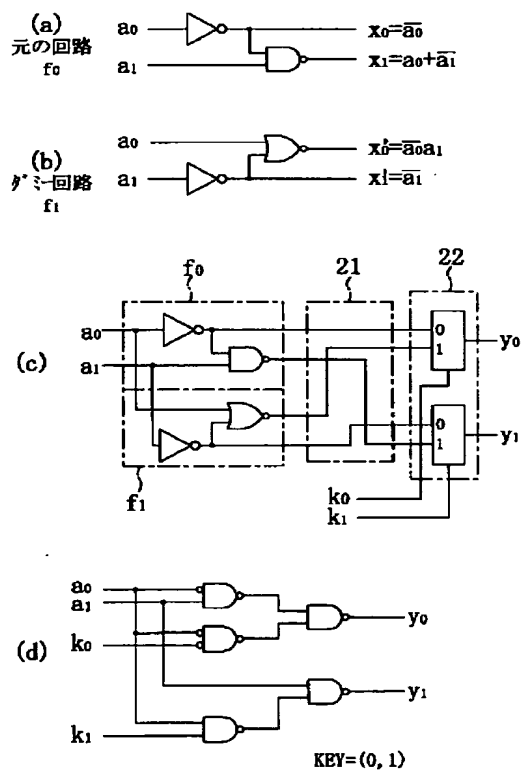 (a)
元の回路
f₀
a₀
a₁
x₀=a̅₀
x₁=a₀+a̅₁
(b)
ダミー回路
f₁
a₀
a₁
x₀'=a̅₀a₁
x₁'=a̅₁
(c)
f₀
21
22
a₀
a₁
0
1
y₀
0
1
y₁
k₀
k₁
f₁
(d)
a₀
a₁
k₀
k₁
y₀
y₁
KEY=(0, 1)